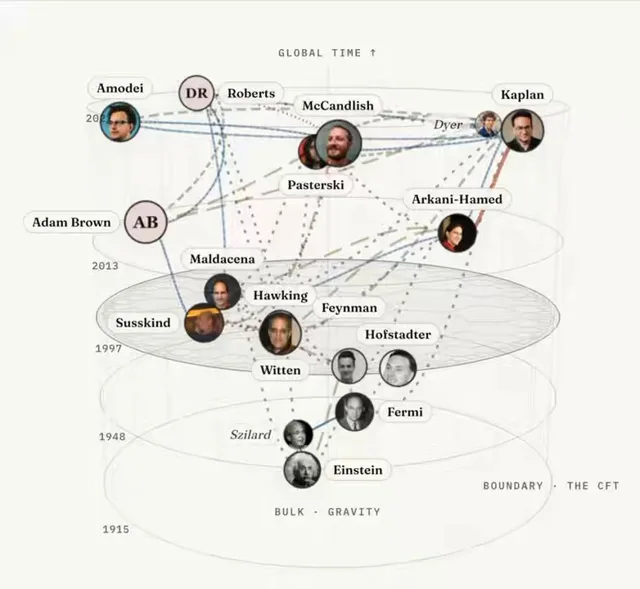 GLOBAL TIME ↑
Amodei
DR
Roberts
Kaplan
McCandlish
Dyer
Pasterski
Arkani-Hamed
Adam Brown
AB
Maldacena
2013
Hawking
Feynman
Susskind
Hofstadter
1997
Witten
Fermi
Szilard
1948
Einstein
BOUNDARY · THE CFT
BULK · GRAVITY
1915